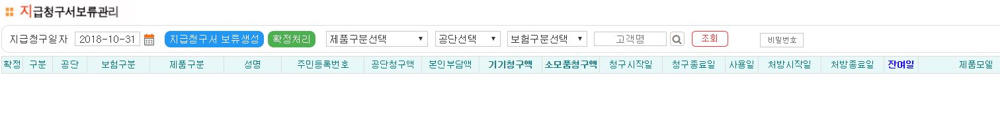 지급청구서보류관리
지급청구일자 2018-10-31 지급청구서 보류생성 확정처리 제품구분선택 공단선택 보험구분선택 고객명 조회 비밀번호
확정 구분 공단 보험구분 제품구분 성명 주민등록번호 공단청구액 본인부담액 기기청구액 소모품청구액 청구시작일 청구종료일 사용일 처방시작일 처방종료일 잔여일 제품모델